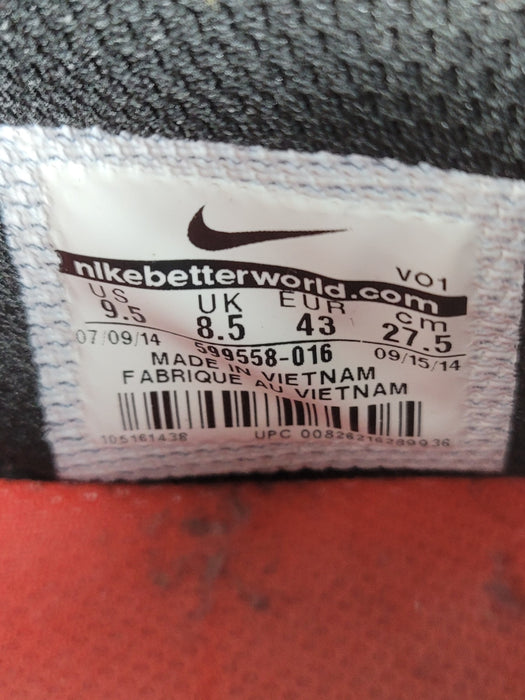 nikebetterworld.com
VO1
US UK EUR cm
9.5 8.5 43 27.5
07/09/14 599558-016 09/15/14
MADE IN VIETNAM
FABRIQUE AU VIETNAM
105161438 UPC